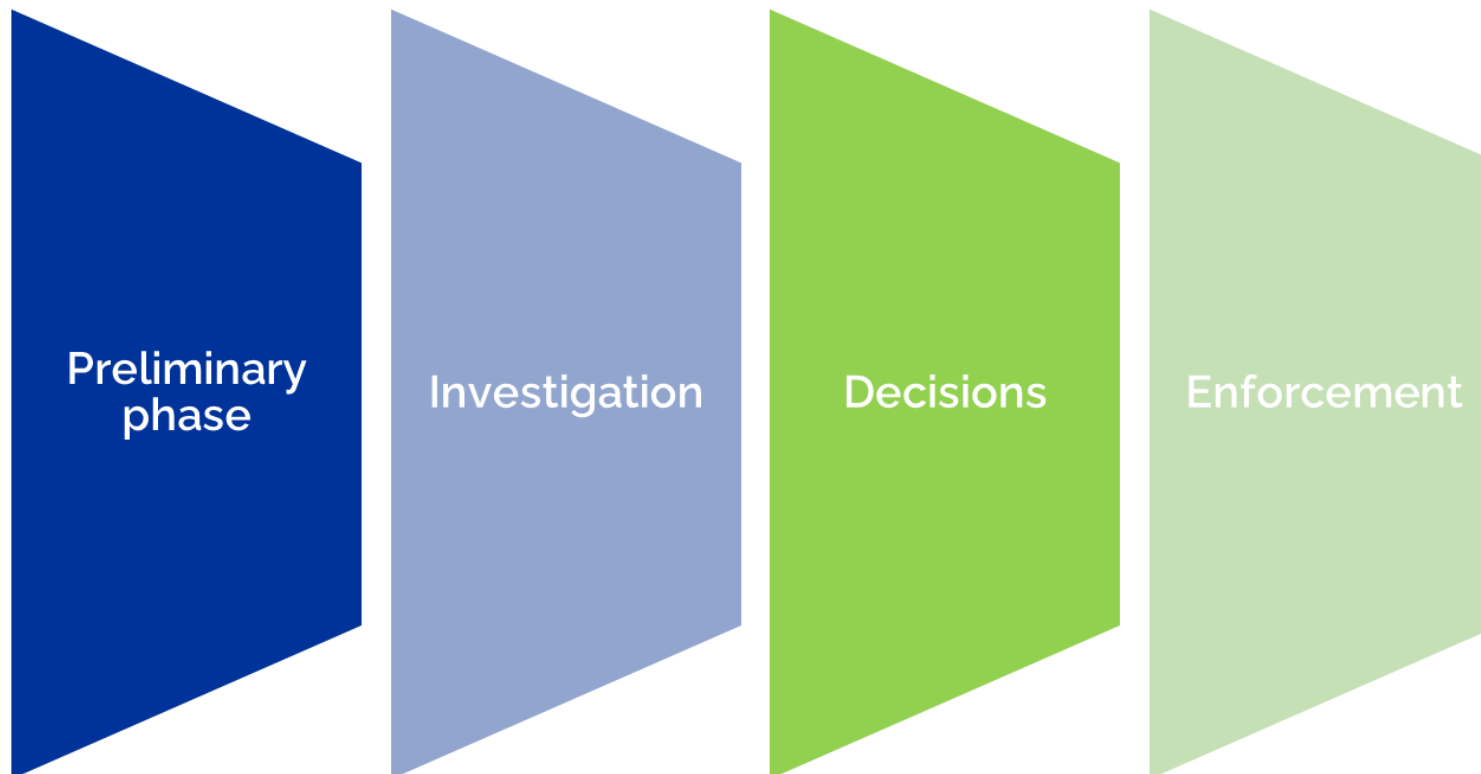 Preliminary
phase
Investigation
Decisions
Enforcement